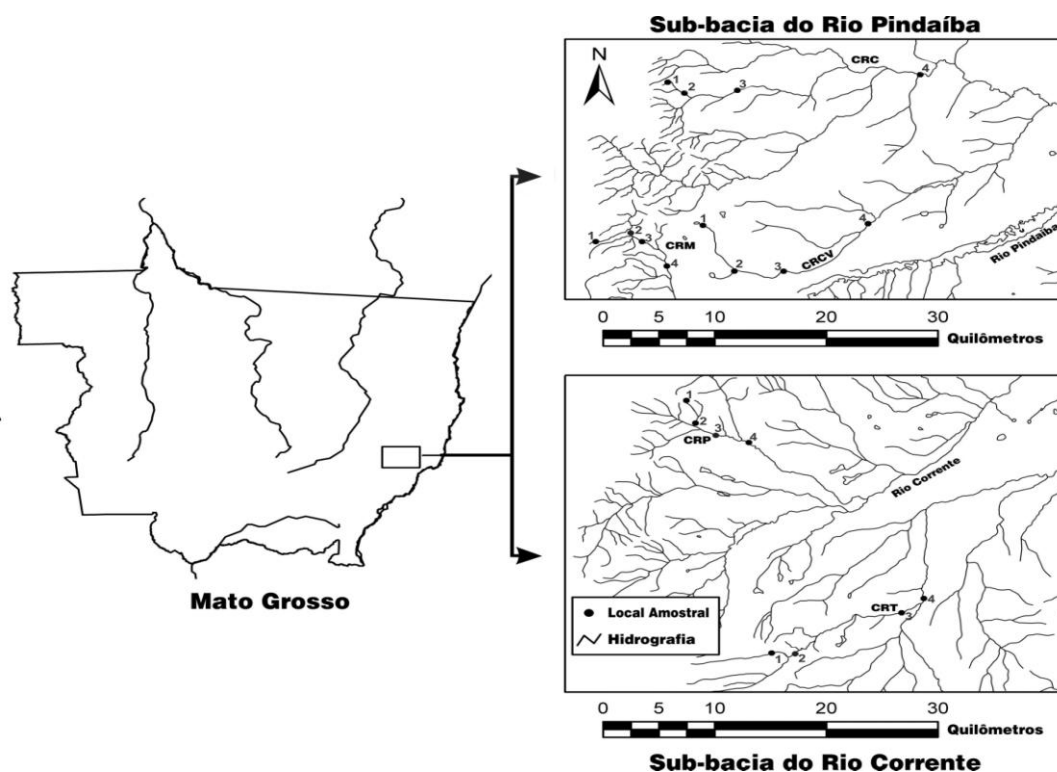 Sub-bacia do Rio Pindaíba
N
CRC
4
1
2
3
1
2
3
4
CRM
1
2
3
4
CRCV
Rio Pindaíba
0 5 10 20 30
Quilômetros
Mato Grosso
1
2
3
4
CRP
Rio Corrente
CRT
4
3
1
2
Local Amostral
Hidrografia
0 5 10 20 30
Quilômetros
Sub-bacia do Rio Corrente